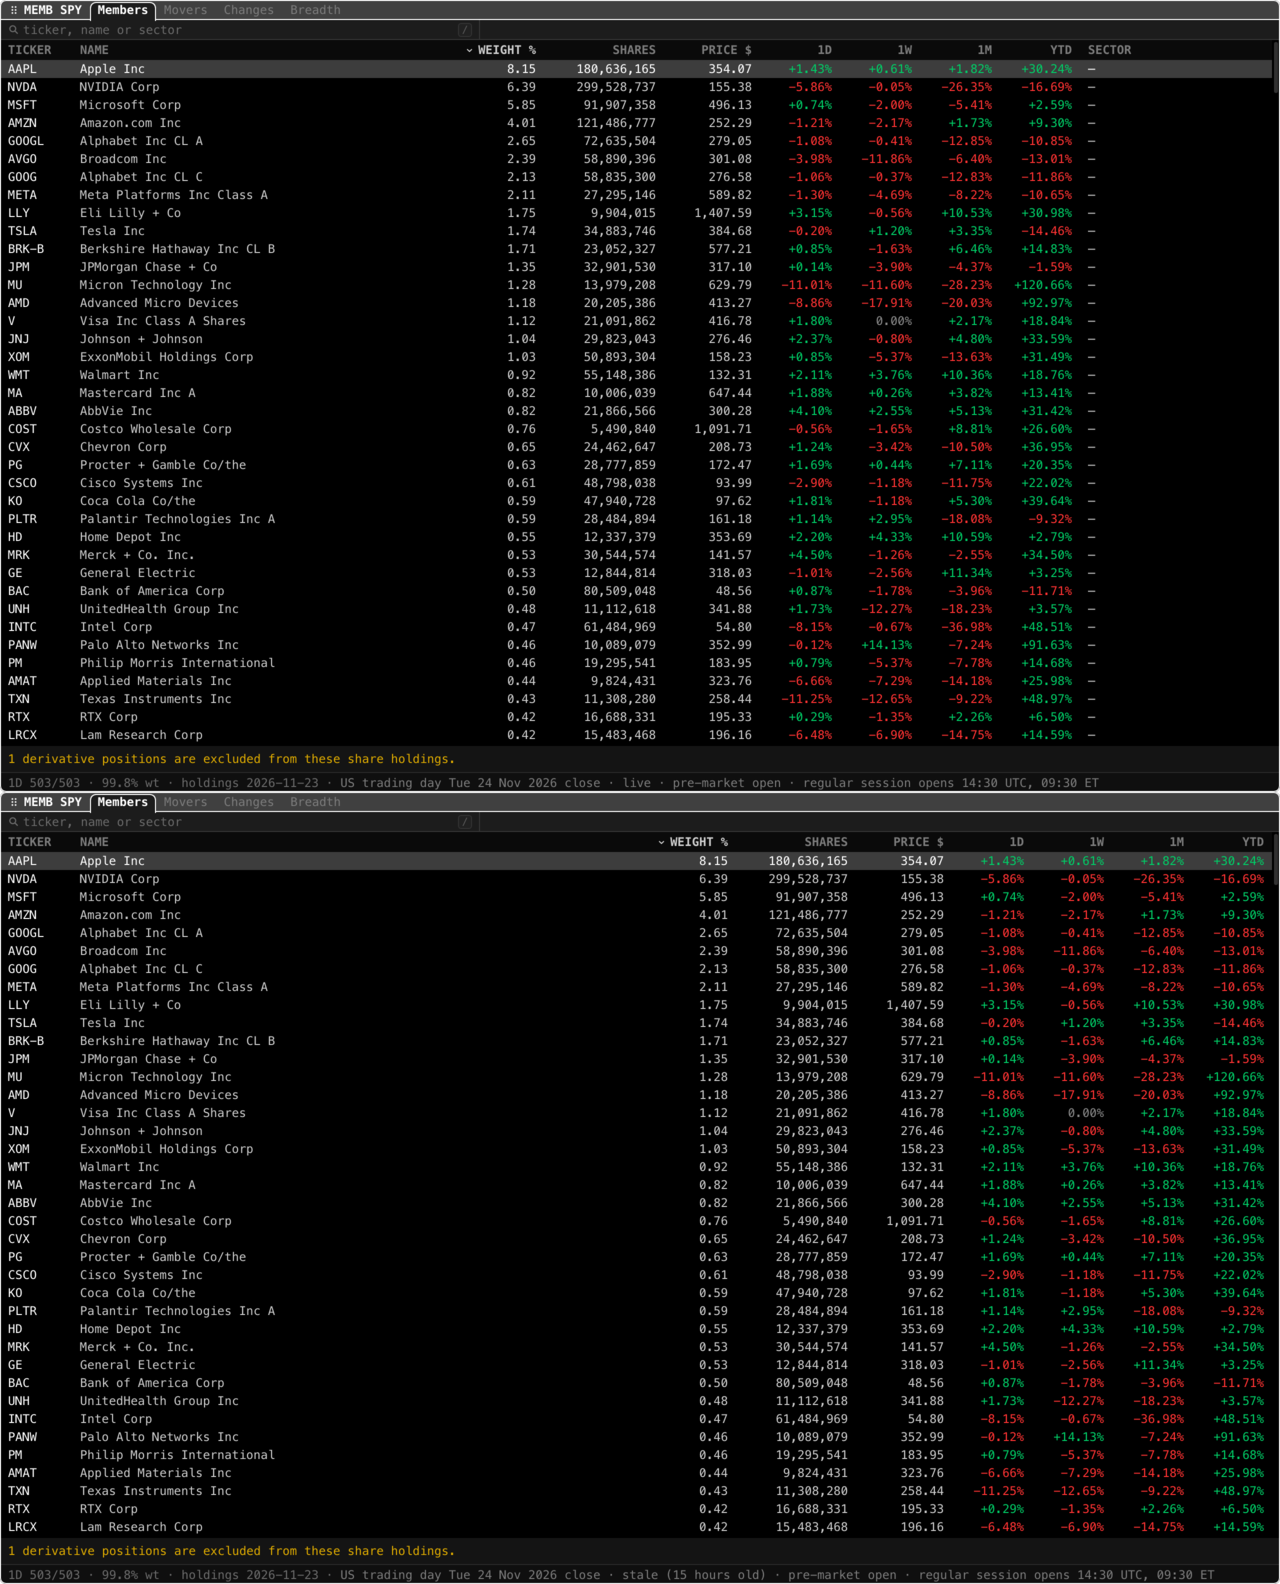 MEMB SPY Members Movers Changes Breadth
ticker, name or sector /
TICKER NAME WEIGHT % SHARES PRICE $ 1D 1W 1M YTD SECTOR
AAPL Apple Inc 8.15 180,636,165 354.07 +1.43% +0.61% +1.82% +30.24% —
NVDA NVIDIA Corp 6.39 299,528,737 155.38 −5.86% −0.05% −26.35% −16.69% —
MSFT Microsoft Corp 5.85 91,907,358 496.13 +0.74% −2.00% −5.41% +2.59% —
AMZN Amazon.com Inc 4.01 121,486,777 252.29 −1.21% −2.17% +1.73% +9.30% —
GOOGL Alphabet Inc CL A 2.65 72,635,504 279.05 −1.08% −0.41% −12.85% −10.85% —
AVGO Broadcom Inc 2.39 58,890,396 301.08 −3.98% −11.86% −6.40% −13.01% —
GOOG Alphabet Inc CL C 2.13 58,835,300 276.58 −1.06% −0.37% −12.83% −11.86% —
META Meta Platforms Inc Class A 2.11 27,295,146 589.82 −1.30% −4.69% −8.22% −10.65% —
LLY Eli Lilly + Co 1.75 9,904,015 1,407.59 +3.15% −0.56% +10.53% +30.98% —
TSLA Tesla Inc 1.74 34,883,746 384.68 −0.20% +1.20% +3.35% −14.46% —
BRK−B Berkshire Hathaway Inc CL B 1.71 23,052,327 577.21 +0.85% −1.63% +6.46% +14.83% —
JPM JPMorgan Chase + Co 1.35 32,901,530 317.10 +0.14% −3.90% −4.37% −1.59% —
MU Micron Technology Inc 1.28 13,979,208 629.79 −11.01% −11.60% −28.23% +120.66% —
AMD Advanced Micro Devices 1.18 20,205,386 413.27 −8.86% −17.91% −20.03% +92.97% —
V Visa Inc Class A Shares 1.12 21,091,862 416.78 +1.80% 0.00% +2.17% +18.84% —
JNJ Johnson + Johnson 1.04 29,823,043 276.46 +2.37% −0.80% +4.80% +33.59% —
XOM ExxonMobil Holdings Corp 1.03 50,893,304 158.23 +0.85% −5.37% −13.63% +31.49% —
WMT Walmart Inc 0.92 55,148,386 132.31 +2.11% +3.76% +10.36% +18.76% —
MA Mastercard Inc A 0.82 10,006,039 647.44 +1.88% +0.26% +3.82% +13.41% —
ABBV AbbVie Inc 0.82 21,866,566 300.28 +4.10% +2.55% +5.13% +31.42% —
COST Costco Wholesale Corp 0.76 5,490,840 1,091.71 −0.56% −1.65% +8.81% +26.60% —
CVX Chevron Corp 0.65 24,462,647 208.73 +1.24% −3.42% −10.50% +36.95% —
PG Procter + Gamble Co/the 0.63 28,777,859 172.47 +1.69% +0.44% +7.11% +20.35% —
CSCO Cisco Systems Inc 0.61 48,798,038 93.99 −2.90% −1.18% −11.75% +22.02% —
KO Coca Cola Co/the 0.59 47,940,728 97.62 +1.81% −1.18% +5.30% +39.64% —
PLTR Palantir Technologies Inc A 0.59 28,484,894 161.18 +1.14% +2.95% −18.08% −9.32% —
HD Home Depot Inc 0.55 12,337,379 353.69 +2.20% +4.33% +10.59% +2.79% —
MRK Merck + Co. Inc. 0.53 30,544,574 141.57 +4.50% −1.26% −2.55% +34.50% —
GE General Electric 0.53 12,844,814 318.03 −1.01% −2.56% +11.34% +3.25% —
BAC Bank of America Corp 0.50 80,509,048 48.56 +0.87% −1.78% −3.96% −11.71% —
UNH UnitedHealth Group Inc 0.48 11,112,618 341.88 +1.73% −12.27% −18.23% +3.57% —
INTC Intel Corp 0.47 61,484,969 54.80 −8.15% −0.67% −36.98% +48.51% —
PANW Palo Alto Networks Inc 0.46 10,089,079 352.99 −0.12% +14.13% −7.24% +91.63% —
PM Philip Morris International 0.46 19,295,541 183.95 +0.79% −5.37% −7.78% +14.68% —
AMAT Applied Materials Inc 0.44 9,824,431 323.76 −6.66% −7.29% −14.18% +25.98% —
TXN Texas Instruments Inc 0.43 11,308,280 258.44 −11.25% −12.65% −9.22% +48.97% —
RTX RTX Corp 0.42 16,688,331 195.33 +0.29% −1.35% +2.26% +6.50% —
LRCX Lam Research Corp 0.42 15,483,468 196.16 −6.48% −6.90% −14.75% +14.59% —
1 derivative positions are excluded from these share holdings.
1D 503/503 · 99.8% wt · holdings 2026−11−23 · US trading day Tue 24 Nov 2026 close · live · pre−market open · regular session opens 14:30 UTC, 09:30 ET
MEMB SPY Members Movers Changes Breadth
ticker, name or sector /
TICKER NAME WEIGHT % SHARES PRICE $ 1D 1W 1M YTD
AAPL Apple Inc 8.15 180,636,165 354.07 +1.43% +0.61% +1.82% +30.24%
NVDA NVIDIA Corp 6.39 299,528,737 155.38 −5.86% −0.05% −26.35% −16.69%
MSFT Microsoft Corp 5.85 91,907,358 496.13 +0.74% −2.00% −5.41% +2.59%
AMZN Amazon.com Inc 4.01 121,486,777 252.29 −1.21% −2.17% +1.73% +9.30%
GOOGL Alphabet Inc CL A 2.65 72,635,504 279.05 −1.08% −0.41% −12.85% −10.85%
AVGO Broadcom Inc 2.39 58,890,396 301.08 −3.98% −11.86% −6.40% −13.01%
GOOG Alphabet Inc CL C 2.13 58,835,300 276.58 −1.06% −0.37% −12.83% −11.86%
META Meta Platforms Inc Class A 2.11 27,295,146 589.82 −1.30% −4.69% −8.22% −10.65%
LLY Eli Lilly + Co 1.75 9,904,015 1,407.59 +3.15% −0.56% +10.53% +30.98%
TSLA Tesla Inc 1.74 34,883,746 384.68 −0.20% +1.20% +3.35% −14.46%
BRK−B Berkshire Hathaway Inc CL B 1.71 23,052,327 577.21 +0.85% −1.63% +6.46% +14.83%
JPM JPMorgan Chase + Co 1.35 32,901,530 317.10 +0.14% −3.90% −4.37% −1.59%
MU Micron Technology Inc 1.28 13,979,208 629.79 −11.01% −11.60% −28.23% +120.66%
AMD Advanced Micro Devices 1.18 20,205,386 413.27 −8.86% −17.91% −20.03% +92.97%
V Visa Inc Class A Shares 1.12 21,091,862 416.78 +1.80% 0.00% +2.17% +18.84%
JNJ Johnson + Johnson 1.04 29,823,043 276.46 +2.37% −0.80% +4.80% +33.59%
XOM ExxonMobil Holdings Corp 1.03 50,893,304 158.23 +0.85% −5.37% −13.63% +31.49%
WMT Walmart Inc 0.92 55,148,386 132.31 +2.11% +3.76% +10.36% +18.76%
MA Mastercard Inc A 0.82 10,006,039 647.44 +1.88% +0.26% +3.82% +13.41%
ABBV AbbVie Inc 0.82 21,866,566 300.28 +4.10% +2.55% +5.13% +31.42%
COST Costco Wholesale Corp 0.76 5,490,840 1,091.71 −0.56% −1.65% +8.81% +26.60%
CVX Chevron Corp 0.65 24,462,647 208.73 +1.24% −3.42% −10.50% +36.95%
PG Procter + Gamble Co/the 0.63 28,777,859 172.47 +1.69% +0.44% +7.11% +20.35%
CSCO Cisco Systems Inc 0.61 48,798,038 93.99 −2.90% −1.18% −11.75% +22.02%
KO Coca Cola Co/the 0.59 47,940,728 97.62 +1.81% −1.18% +5.30% +39.64%
PLTR Palantir Technologies Inc A 0.59 28,484,894 161.18 +1.14% +2.95% −18.08% −9.32%
HD Home Depot Inc 0.55 12,337,379 353.69 +2.20% +4.33% +10.59% +2.79%
MRK Merck + Co. Inc. 0.53 30,544,574 141.57 +4.50% −1.26% −2.55% +34.50%
GE General Electric 0.53 12,844,814 318.03 −1.01% −2.56% +11.34% +3.25%
BAC Bank of America Corp 0.50 80,509,048 48.56 +0.87% −1.78% −3.96% −11.71%
UNH UnitedHealth Group Inc 0.48 11,112,618 341.88 +1.73% −12.27% −18.23% +3.57%
INTC Intel Corp 0.47 61,484,969 54.80 −8.15% −0.67% −36.98% +48.51%
PANW Palo Alto Networks Inc 0.46 10,089,079 352.99 −0.12% +14.13% −7.24% +91.63%
PM Philip Morris International 0.46 19,295,541 183.95 +0.79% −5.37% −7.78% +14.68%
AMAT Applied Materials Inc 0.44 9,824,431 323.76 −6.66% −7.29% −14.18% +25.98%
TXN Texas Instruments Inc 0.43 11,308,280 258.44 −11.25% −12.65% −9.22% +48.97%
RTX RTX Corp 0.42 16,688,331 195.33 +0.29% −1.35% +2.26% +6.50%
LRCX Lam Research Corp 0.42 15,483,468 196.16 −6.48% −6.90% −14.75% +14.59%
1 derivative positions are excluded from these share holdings.
1D 503/503 · 99.8% wt · holdings 2026−11−23 · US trading day Tue 24 Nov 2026 close · stale (15 hours old) · pre−market open · regular session opens 14:30 UTC, 09:30 ET